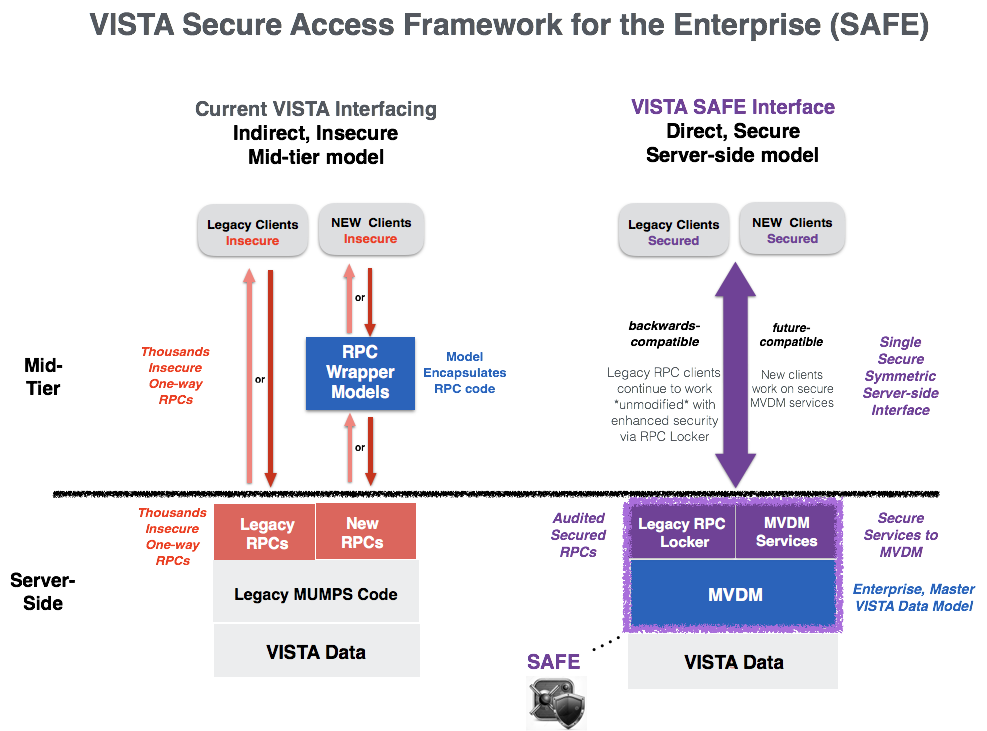 VISTA Secure Access Framework for the Enterprise (SAFE)
Current VISTA Interfacing
Indirect, Insecure
Mid-tier model
VISTA SAFE Interface
Direct, Secure
Server-side model
Legacy Clients
Insecure
NEW Clients
Insecure
Legacy Clients
Secured
NEW Clients
Secured
or
or
or
Mid-
Tier
Thousands
Insecure
One-way
RPCs
RPC
Wrapper
Models
Model
Encapsulates
RPC code
backwards-
compatible
Legacy RPC clients
continue to work
*unmodified* with
enhanced security
via RPC Locker
future-
compatible
New clients
work on secure
MVDM services
Single
Secure
Symmetric
Server-side
Interface
Server-
Side
Thousands
Insecure
One-way
RPCs
Legacy
RPCs
New
RPCs
Legacy MUMPS Code
VISTA Data
Audited
Secured
RPCs
Legacy RPC
Locker
MVDM
Services
MVDM
Secure
Services to
MVDM
Enterprise, Master
VISTA Data Model
SAFE
VISTA Data